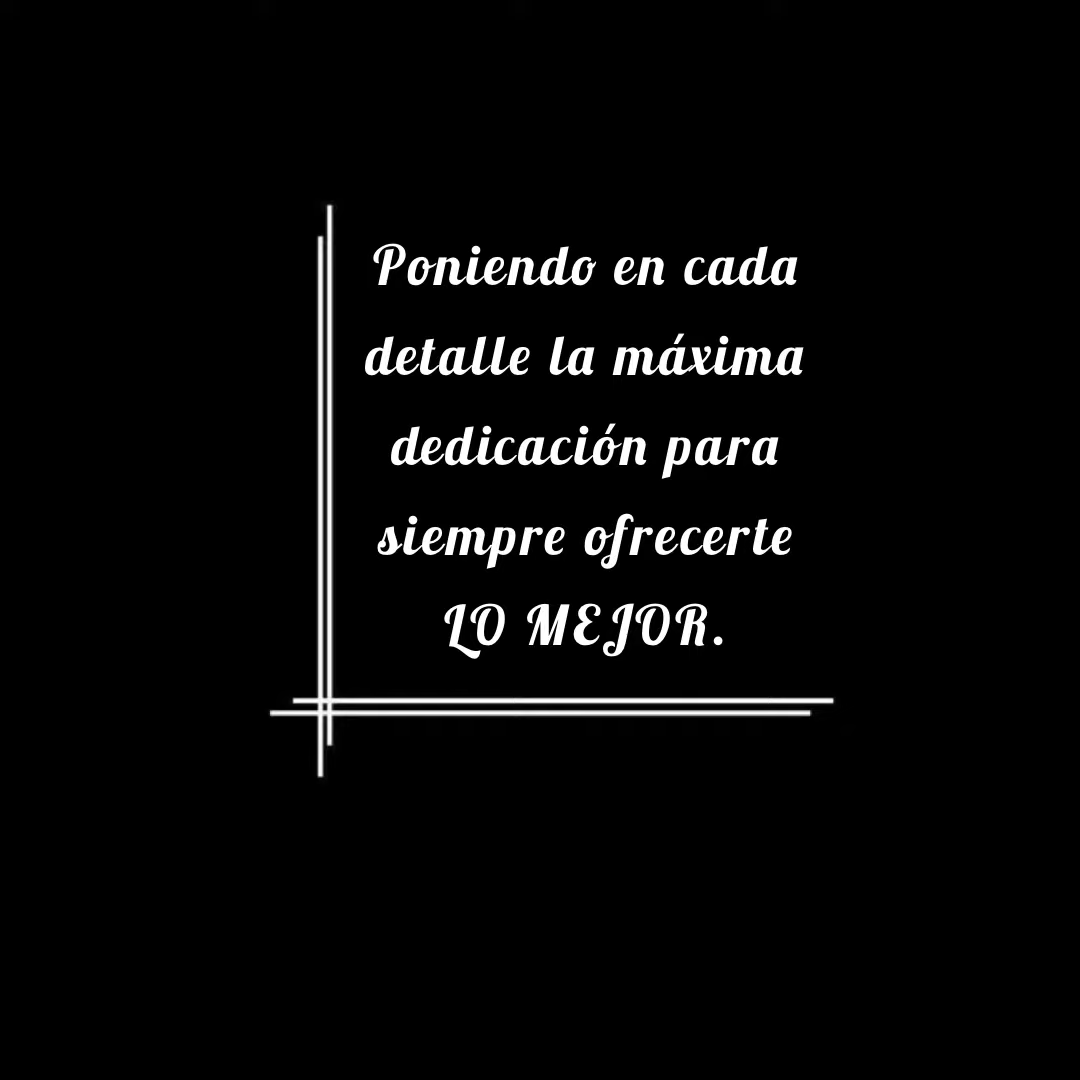 Poniendo en cada
detalle la máxima
dedicación para
siempre ofrecerte
LO MEJOR.